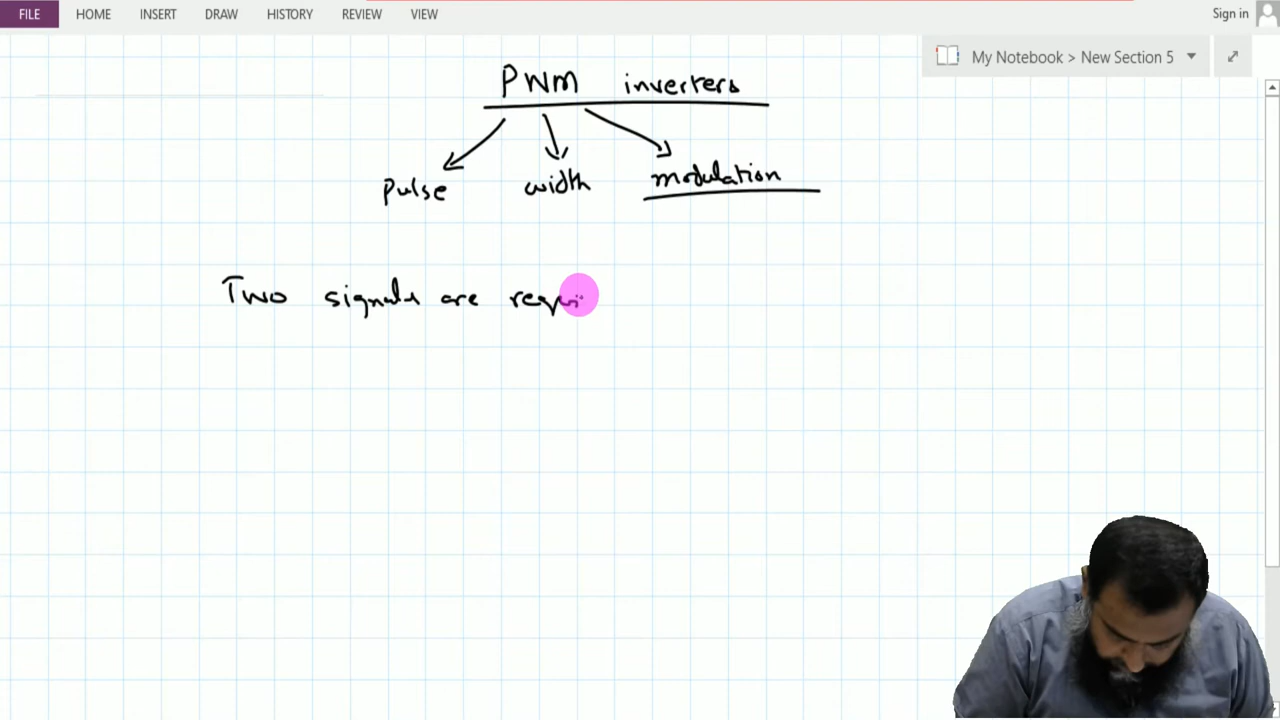 FILE HOME INSERT DRAW HISTORY REVIEW VIEW Sign in
My Notebook > New Section 5
PWM inverters
Pulse width modulation
Two signals are requi